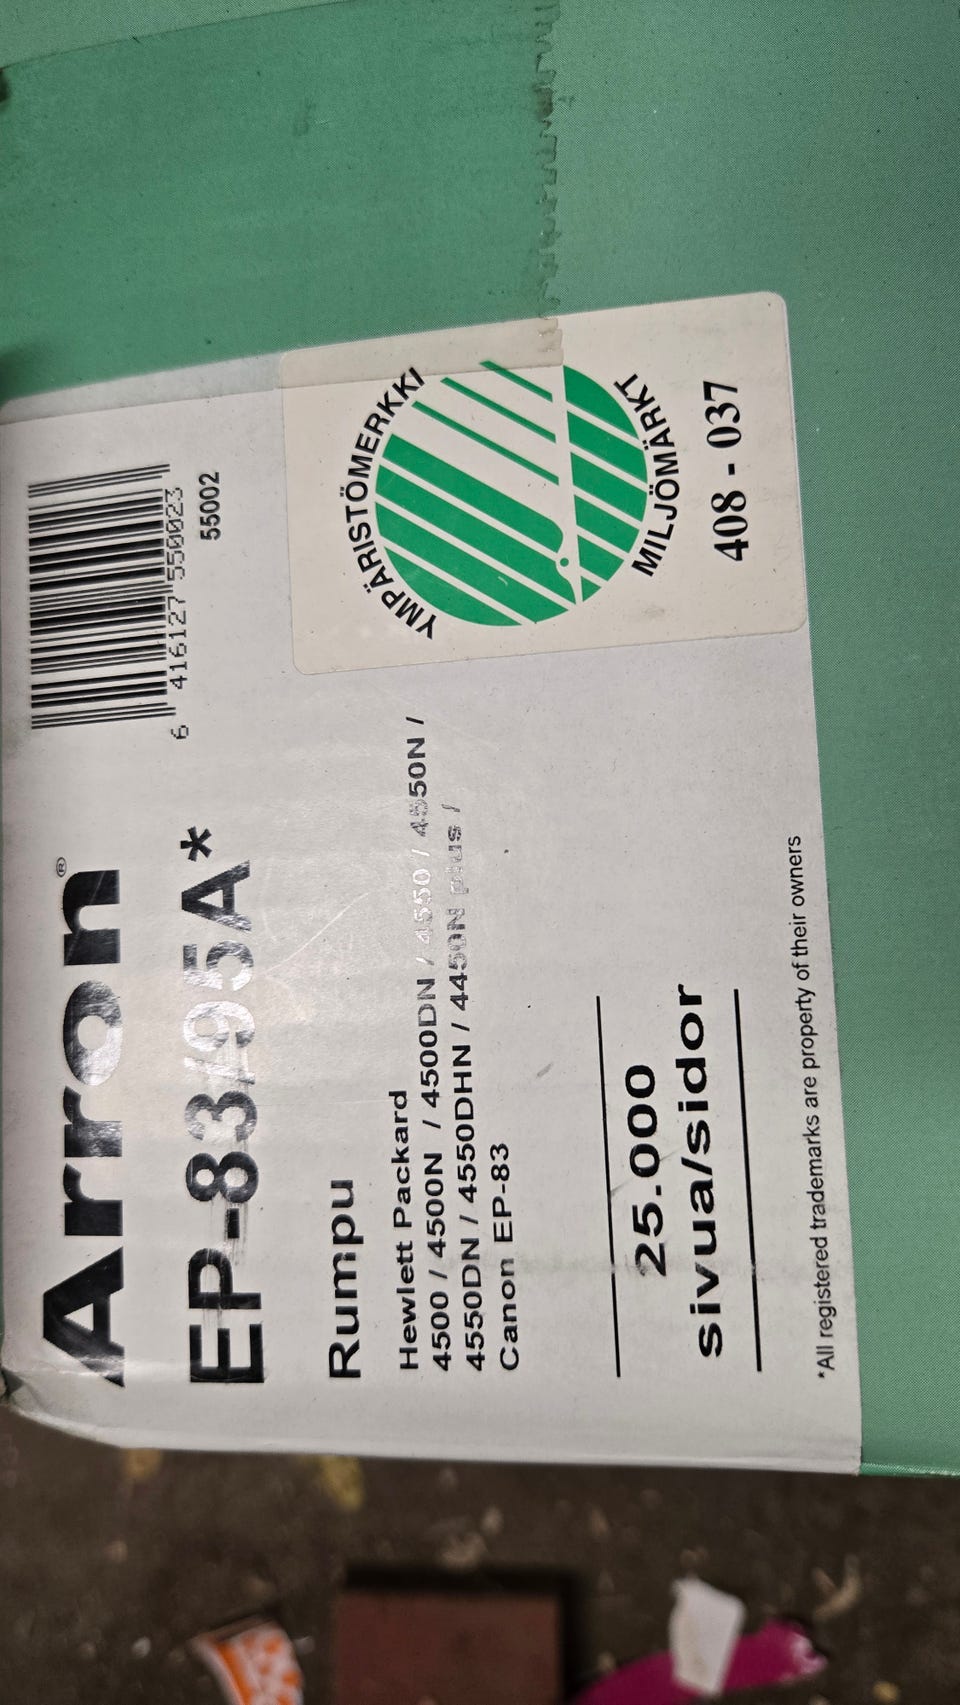 Arron®
EP-83/95A*
6 416127 550023
55002
Rumpu
Hewlett Packard
4500 / 4500N / 4500DN / 4550 / 4550N /
4550DN / 4550DHN / 4450N plus /
Canon EP-83
YMPÄRISTÖMERKKI
MILJÖMÄRKT
408 - 037
25.000
sivua/sidor
*All registered trademarks are property of their owners